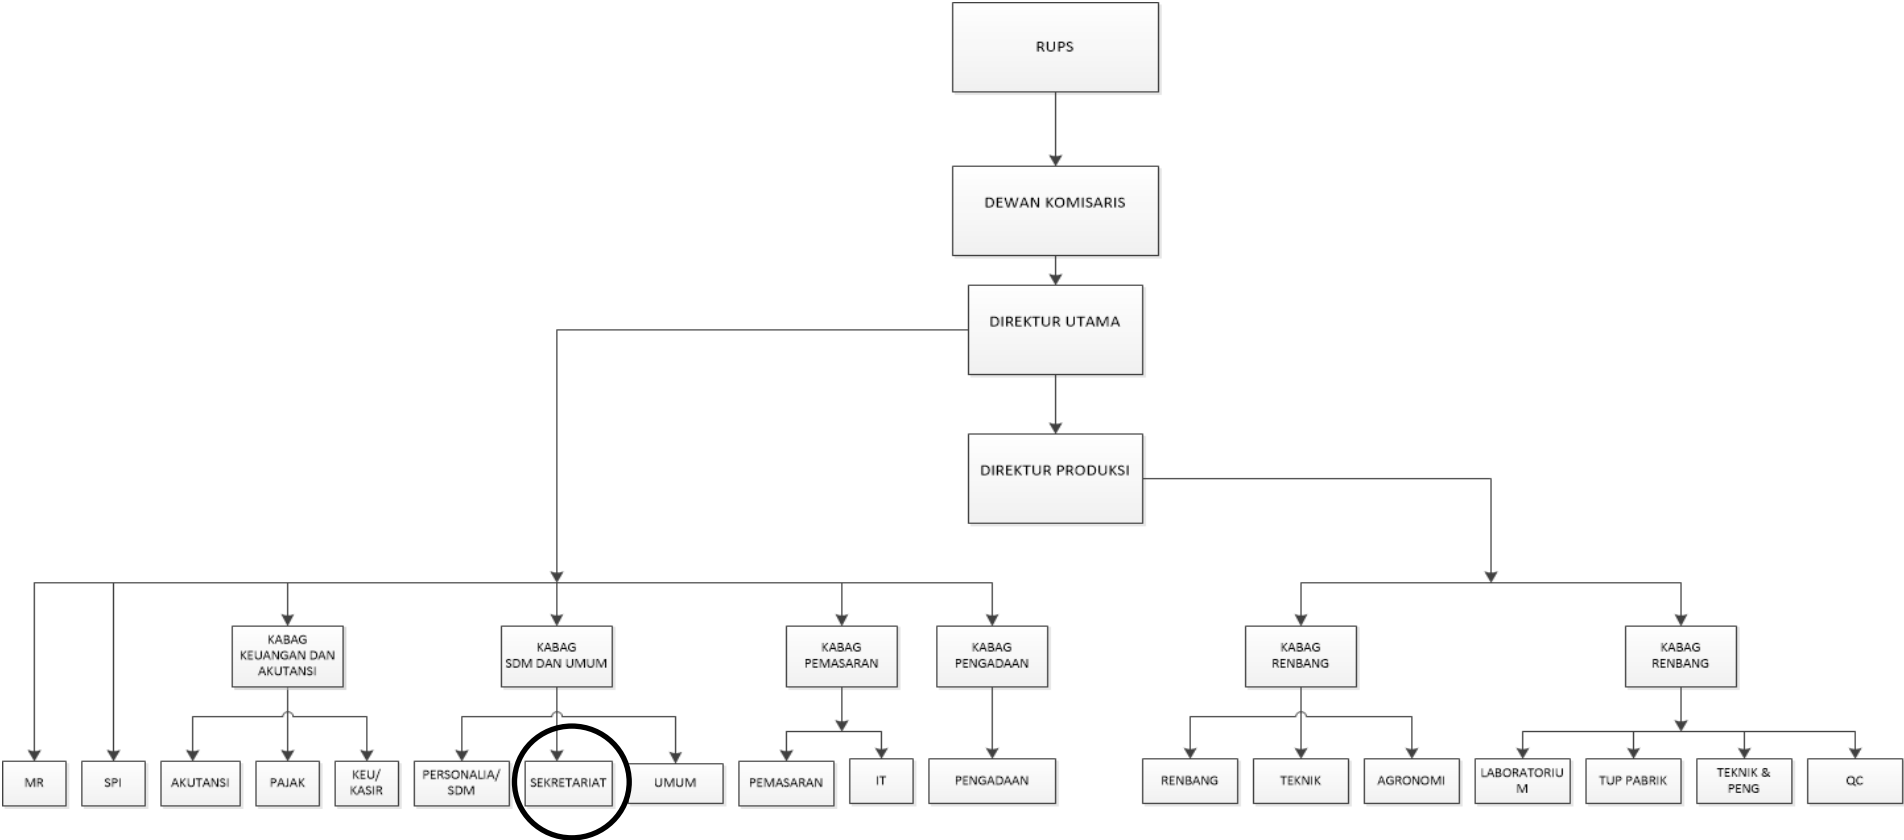 RUPS
DEWAN KOMISARIS
DIREKTUR UTAMA
DIREKTUR PRODUKSI
KABAG
KEUANGAN DAN
AKUTANSI
KABAG
SDM DAN UMUM
KABAG
PEMASARAN
KABAG
PENGADAAN
KABAG
RENBANG
KABAG
RENBANG
MR
SPI
AKUTANSI
PAJAK
KEU/
KASIR
PERSONALIA/
SDM
SEKRETARIAT
UMUM
PEMASARAN
IT
PENGADAAN
RENBANG
TEKNIK
AGRONOMI
LABORATORIU
M
TUP PABRIK
TEKNIK &
PENG
QC